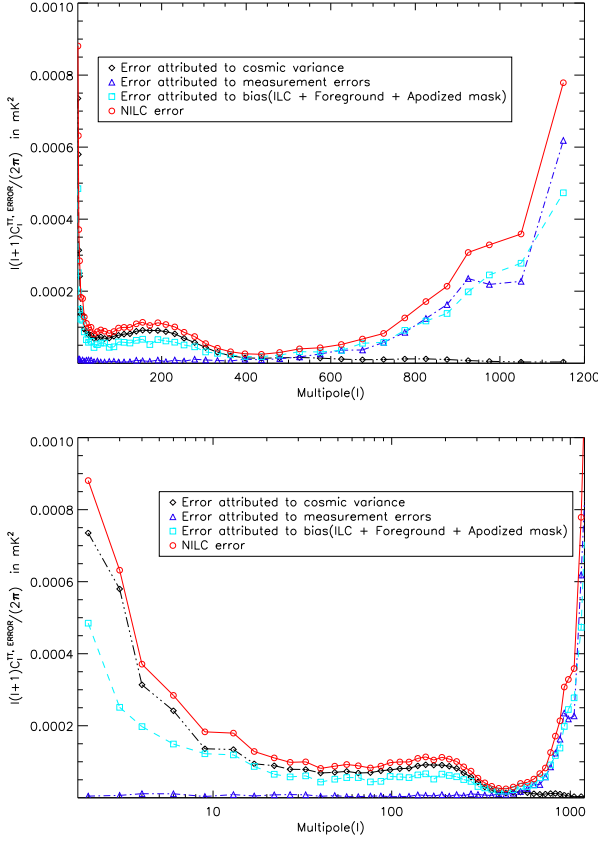 0.0010
0.0008
0.0006
0.0004
0.0002
l(l+1)C_l^{TT, ERROR}/(2π) in mK²
Error attributed to cosmic variance
Error attributed to measurement errors
Error attributed to bias(ILC + Foreground + Apodized mask)
NILC error
200 400 600 800 1000 1200
Multipole(l)
0.0010
0.0008
0.0006
0.0004
0.0002
l(l+1)C_l^{TT, ERROR}/(2π) in mK²
Error attributed to cosmic variance
Error attributed to measurement errors
Error attributed to bias(ILC + Foreground + Apodized mask)
NILC error
10 100 1000
Multipole(l)